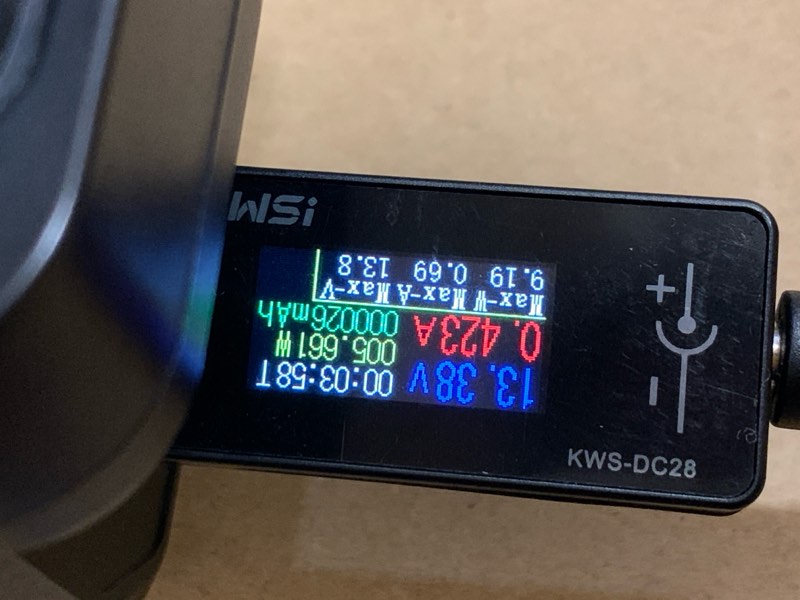 WSi
13.38V 00:03:58T
005.661W
0.423A 000026mAh
Max-W Max-A Max-V
9.19 0.69 13.8
+
−
KWS-DC28